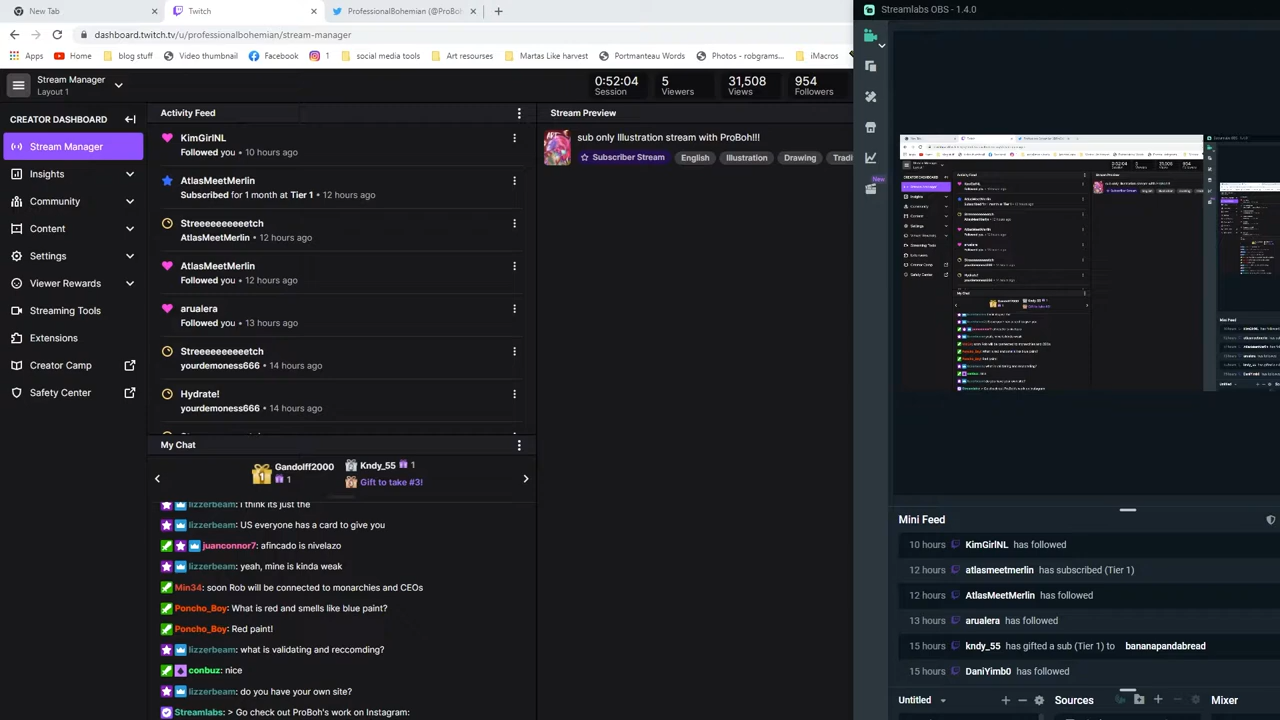 New Tab
Twitch
ProfessionalBohemian (@ProBoh
dashboard.twitch.tv/u/professionalbohemian/stream-manager
Apps
Home
blog stuff
Video thumbnail
Facebook
1
social media tools
Art resourses
Martas Like harvest
Portmanteau Words
Photos - robgrams...
iMacros
Stream Manager
Layout 1
0:52:04
Session
5
Viewers
31,508
Views
954
Followers
CREATOR DASHBOARD
Stream Manager
Insights
Community
Content
Settings
Viewer Rewards
Streaming Tools
Extensions
Creator Camp
Safety Center
Activity Feed
KimGirlNL
Followed you • 10 hours ago
AtlasMeetMerlin
Subscribed for 1 month at Tier 1 • 12 hours ago
Streeeeeeeeetch
AtlasMeetMerlin • 12 hours ago
AtlasMeetMerlin
Followed you • 12 hours ago
arualera
Followed you • 13 hours ago
Streeeeeeeeetch
yourdemoness666 • 14 hours ago
Hydrate!
yourdemoness666 • 14 hours ago
My Chat
Gandolff2000
1
Kndy_55 1
Gift to take #3!
lizzerbeam: I think its just the
lizzerbeam: US everyone has a card to give you
juanconnor7: afincado is nivelazo
lizzerbeam: yeah, mine is kinda weak
Min34: soon Rob will be connected to monarchies and CEOs
Poncho_Boy: What is red and smells like blue paint?
Poncho_Boy: Red paint!
lizzerbeam: what is validating and reccomding?
conbuz: nice
lizzerbeam: do you have your own site?
Streamlabs: > Go check out ProBoh's work on Instagram:
Stream Preview
sub only Illustration stream with ProBoh!!!
Subscriber Stream
English
Illustration
Drawing
Tradi
Streamlabs OBS - 1.4.0
New
Mini Feed
10 hours KimGirlNL has followed
12 hours atlasmeetmerlin has subscribed (Tier 1)
12 hours AtlasMeetMerlin has followed
13 hours arualera has followed
15 hours kndy_55 has gifted a sub (Tier 1) to bananapandabread
15 hours DaniYimb0 has followed
Untitled
Sources
Mixer